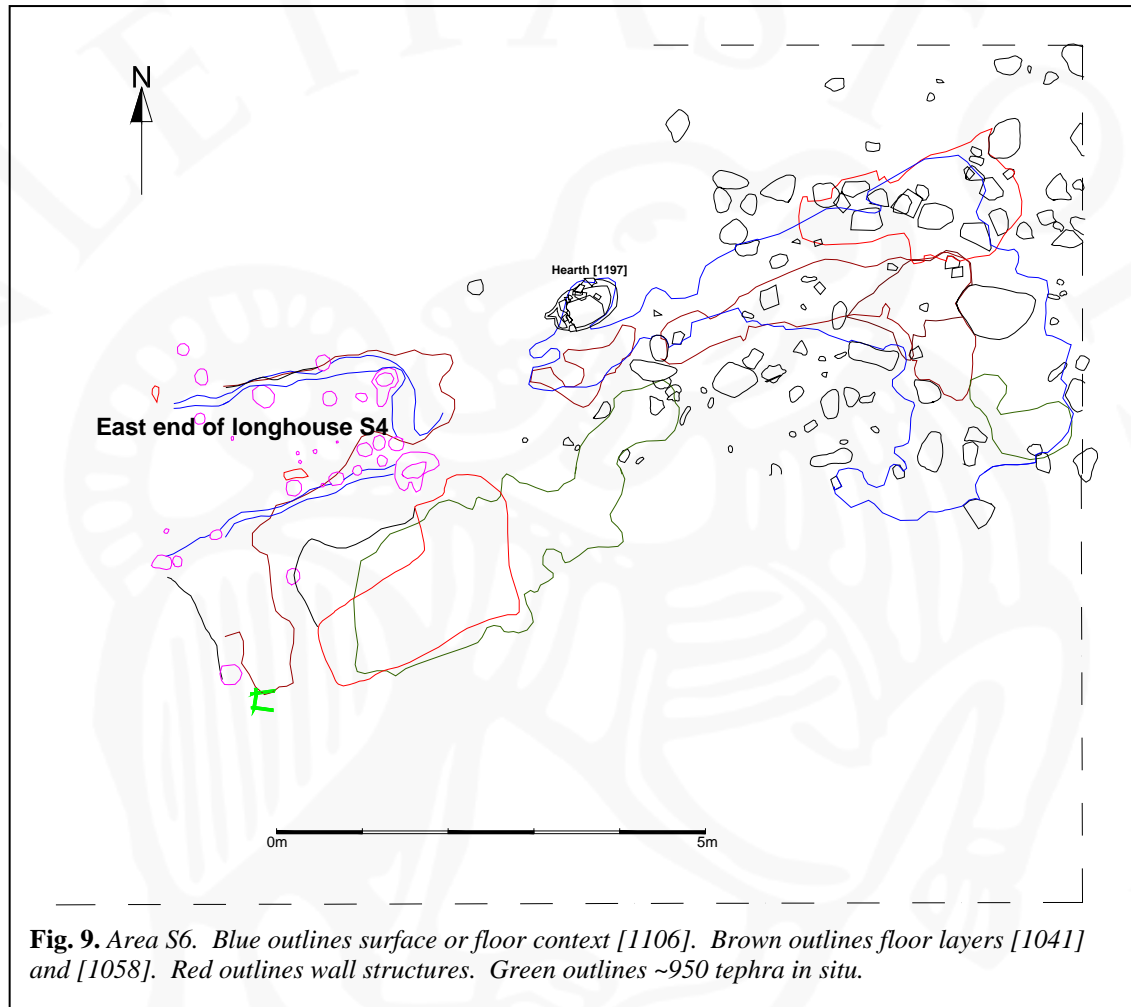 N
Hearth [1197]
East end of longhouse S4
0m 5m
Fig. 9. Area S6. Blue outlines surface or floor context [1106]. Brown outlines floor layers [1041]
and [1058]. Red outlines wall structures. Green outlines ~950 tephra in situ.